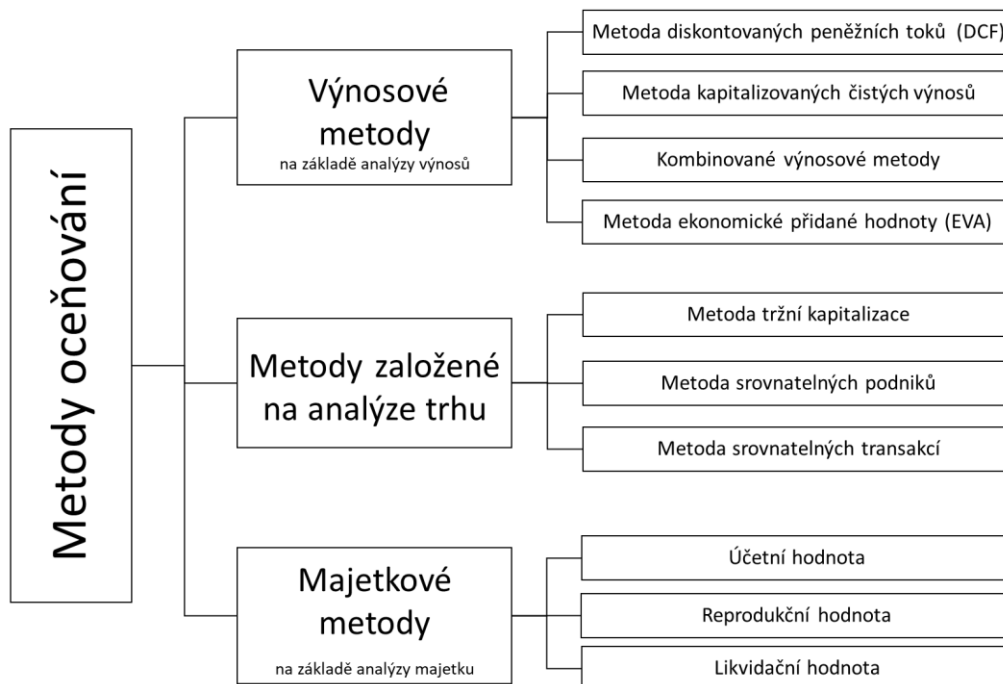 Metody oceňování
Výnosové
metody
na základě analýzy výnosů
Metoda diskontovaných peněžních toků (DCF)
Metoda kapitalizovaných čistých výnosů
Kombinované výnosové metody
Metoda ekonomické přidané hodnoty (EVA)
Metody založené
na analýze trhu
Metoda tržní kapitalizace
Metoda srovnatelných podniků
Metoda srovnatelných transakcí
Majetkové
metody
na základě analýzy majetku
Účetní hodnota
Reprodukční hodnota
Likvidační hodnota